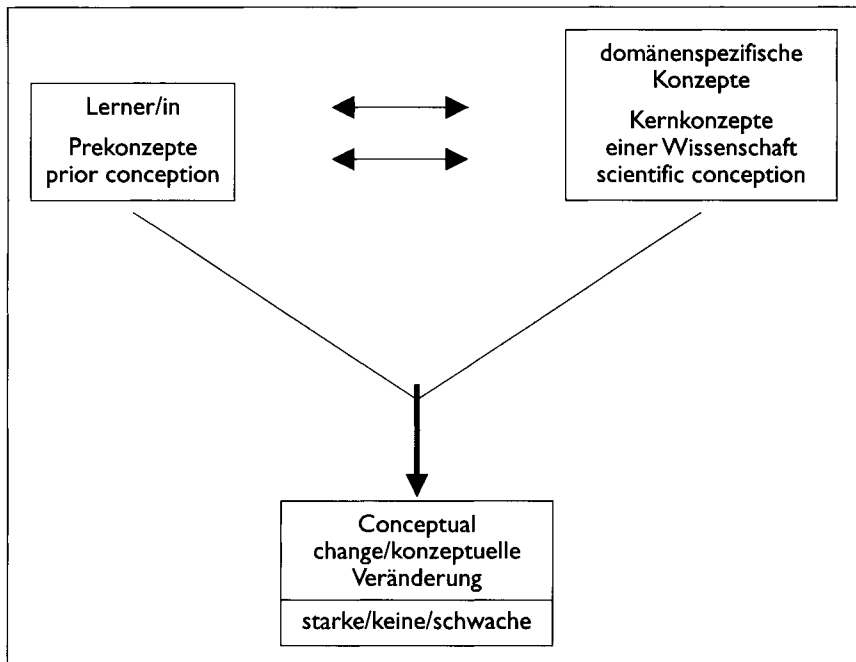 Lerner/in
Prekonzepte
prior conception
domänenspezifische
Konzepte
Kernkonzepte
einer Wissenschaft
scientific conception
Conceptual
change/konzeptuelle
Veränderung
starke/keine/schwache